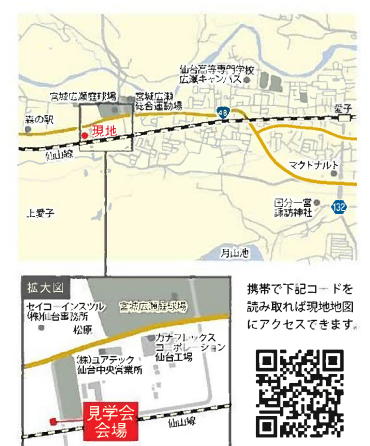 仙台高等専門学校
広瀬キャンパス
宮城広瀬庭球場
宮城広瀬
総合運動場
48
愛子
森の駅
現地
仙山線
マクドナルド
国分一宮
諏訪神社
132
上愛子
月山池
拡大図
セイコーインスツル
(株)仙台事務所
松原
宮城広瀬庭球場
カナフレックス
コーポレーション
仙台工場
(株)ユアテック
仙台中央営業所
見学会
会場
仙山線
携帯で下記コードを
読み取れば現地地図
にアクセスできます。